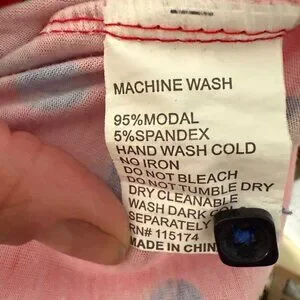 MACHINE WASH
95%MODAL
5%SPANDEX
HAND WASH COLD
NO IRON
DO NOT BLEACH
DO NOT TUMBLE DRY
DRY CLEANABLE
WASH DARK
SEPARATELY
RN# 115174
MADE IN